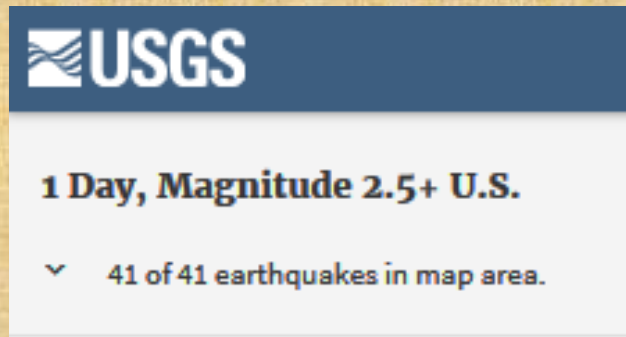 USGS
1 Day, Magnitude 2.5+ U.S.
41 of 41 earthquakes in map area.